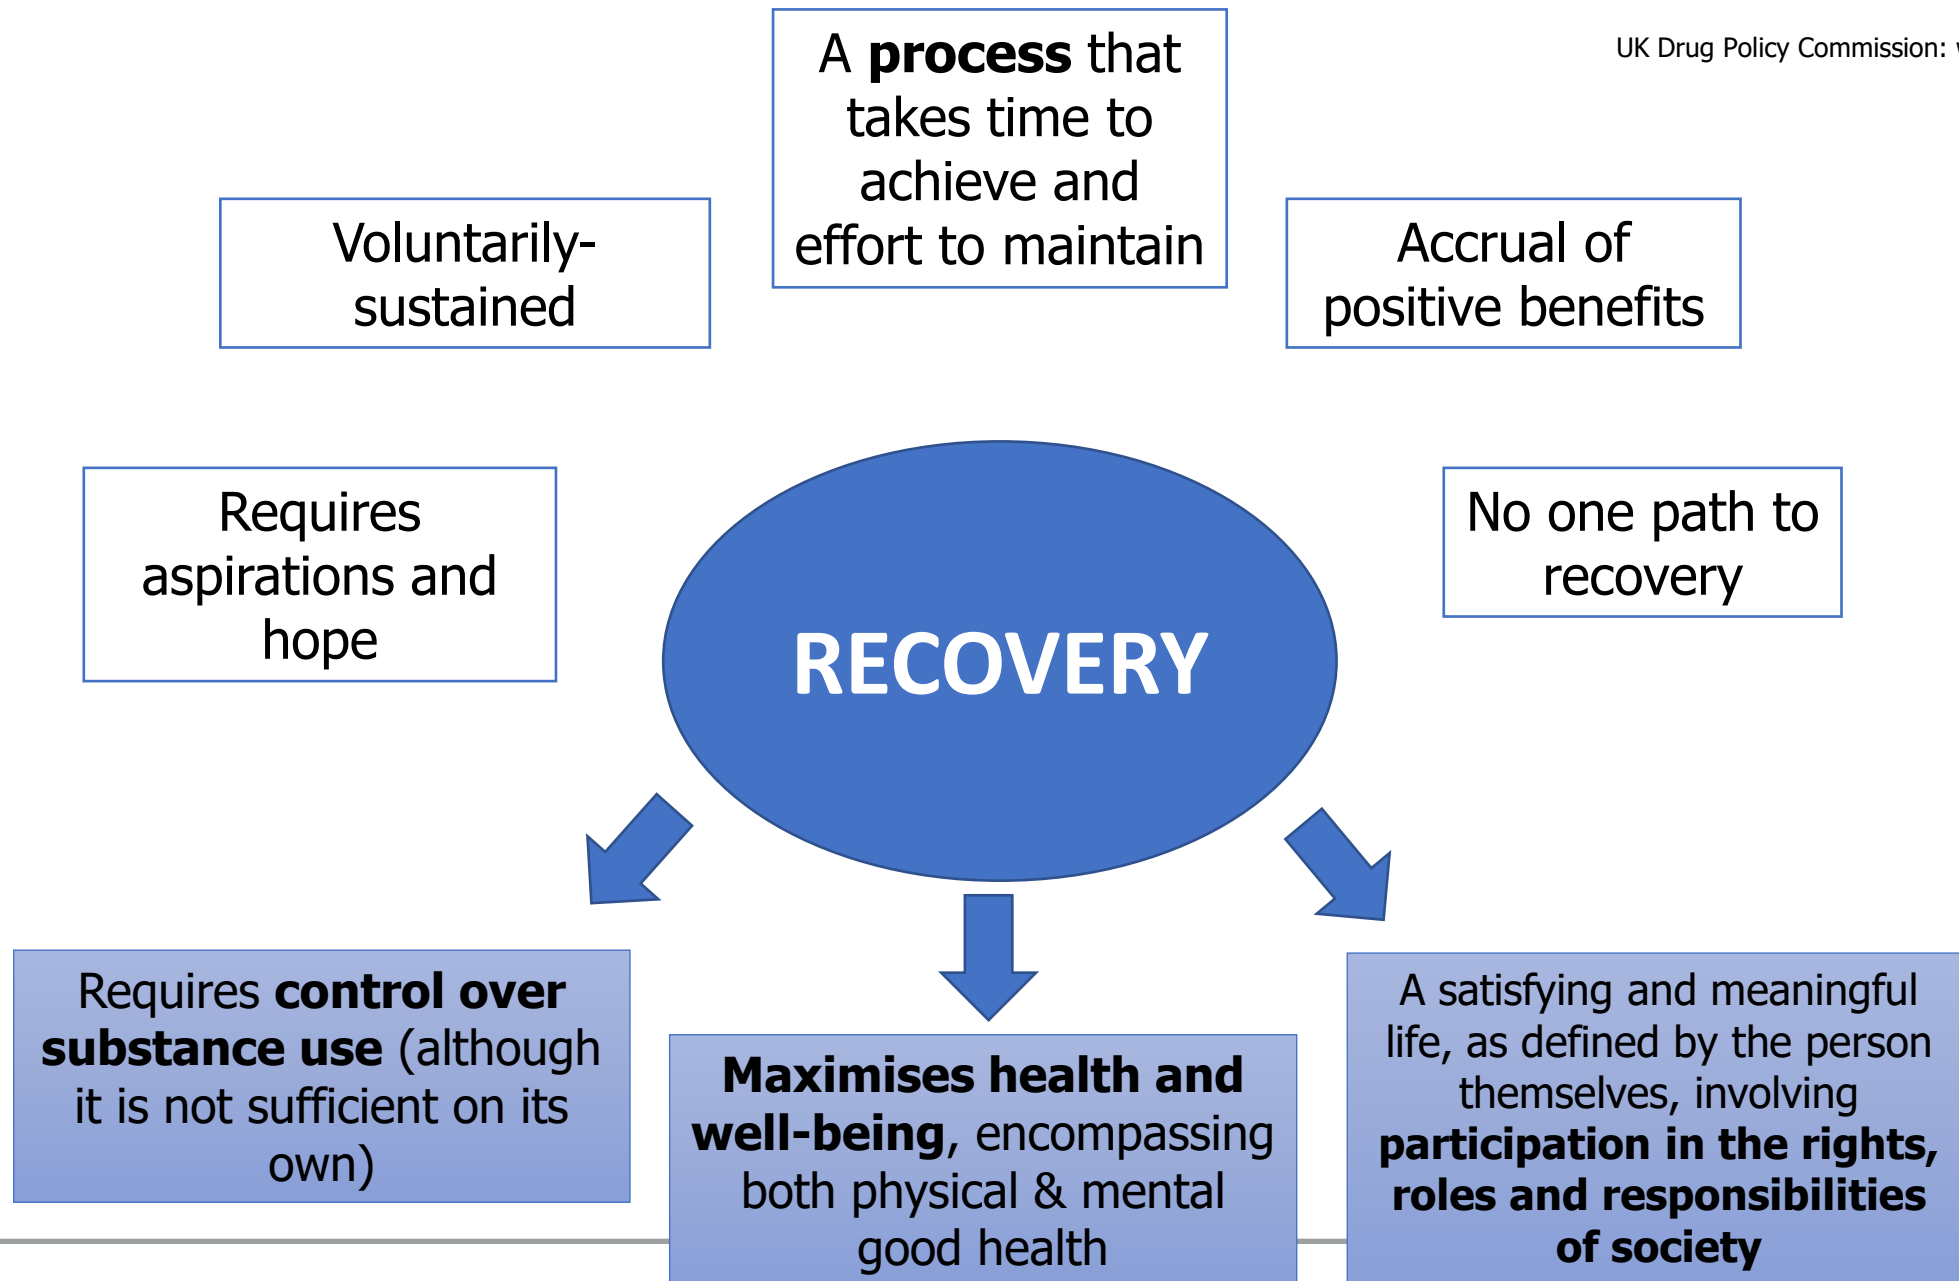 UK Drug Policy Commission:
A process that
takes time to
achieve and
effort to maintain
Voluntarily-
sustained
Accrual of
positive benefits
Requires
aspirations and
hope
No one path to
recovery
RECOVERY
Requires control over
substance use (although
it is not sufficient on its
own)
Maximises health and
well-being, encompassing
both physical & mental
good health
A satisfying and meaningful
life, as defined by the person
themselves, involving
participation in the rights,
roles and responsibilities
of society